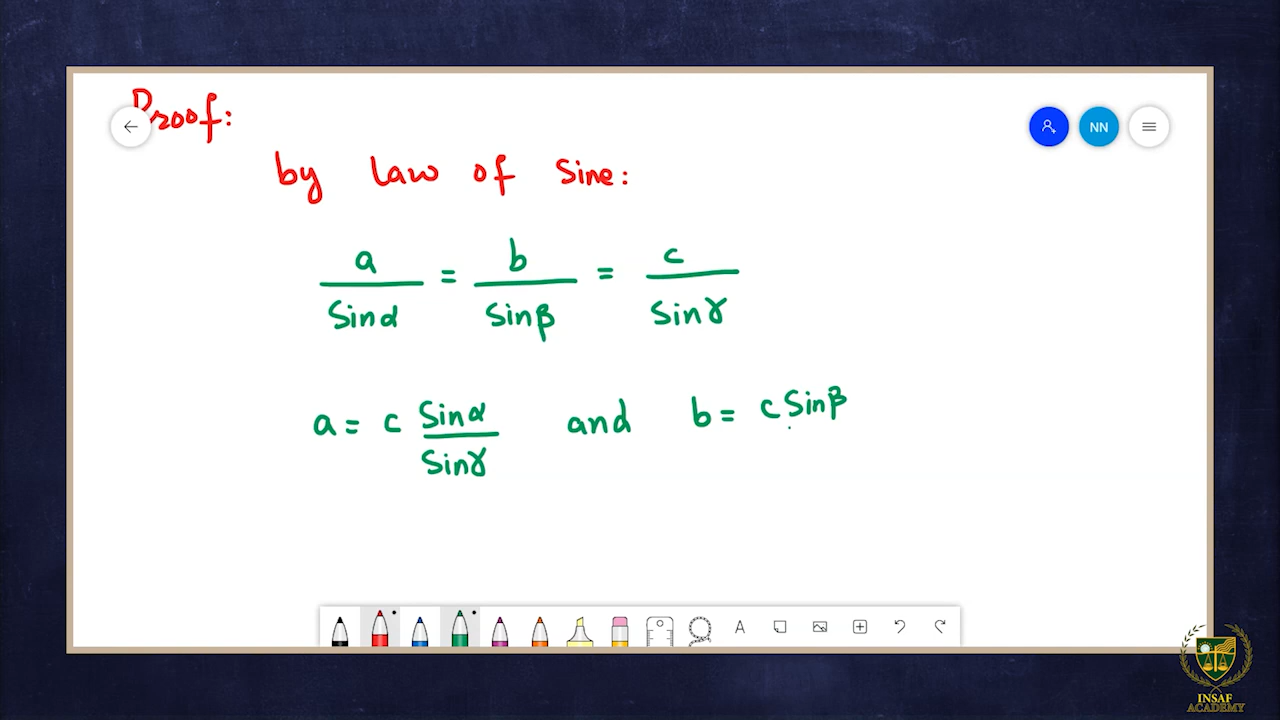 Proof:
NN
by law of Sine:
a/Sinα = b/Sinβ = c/Sinγ
a = c Sinα/Sinγ and b = c Sinβ
A
INSAF
ACADEMY